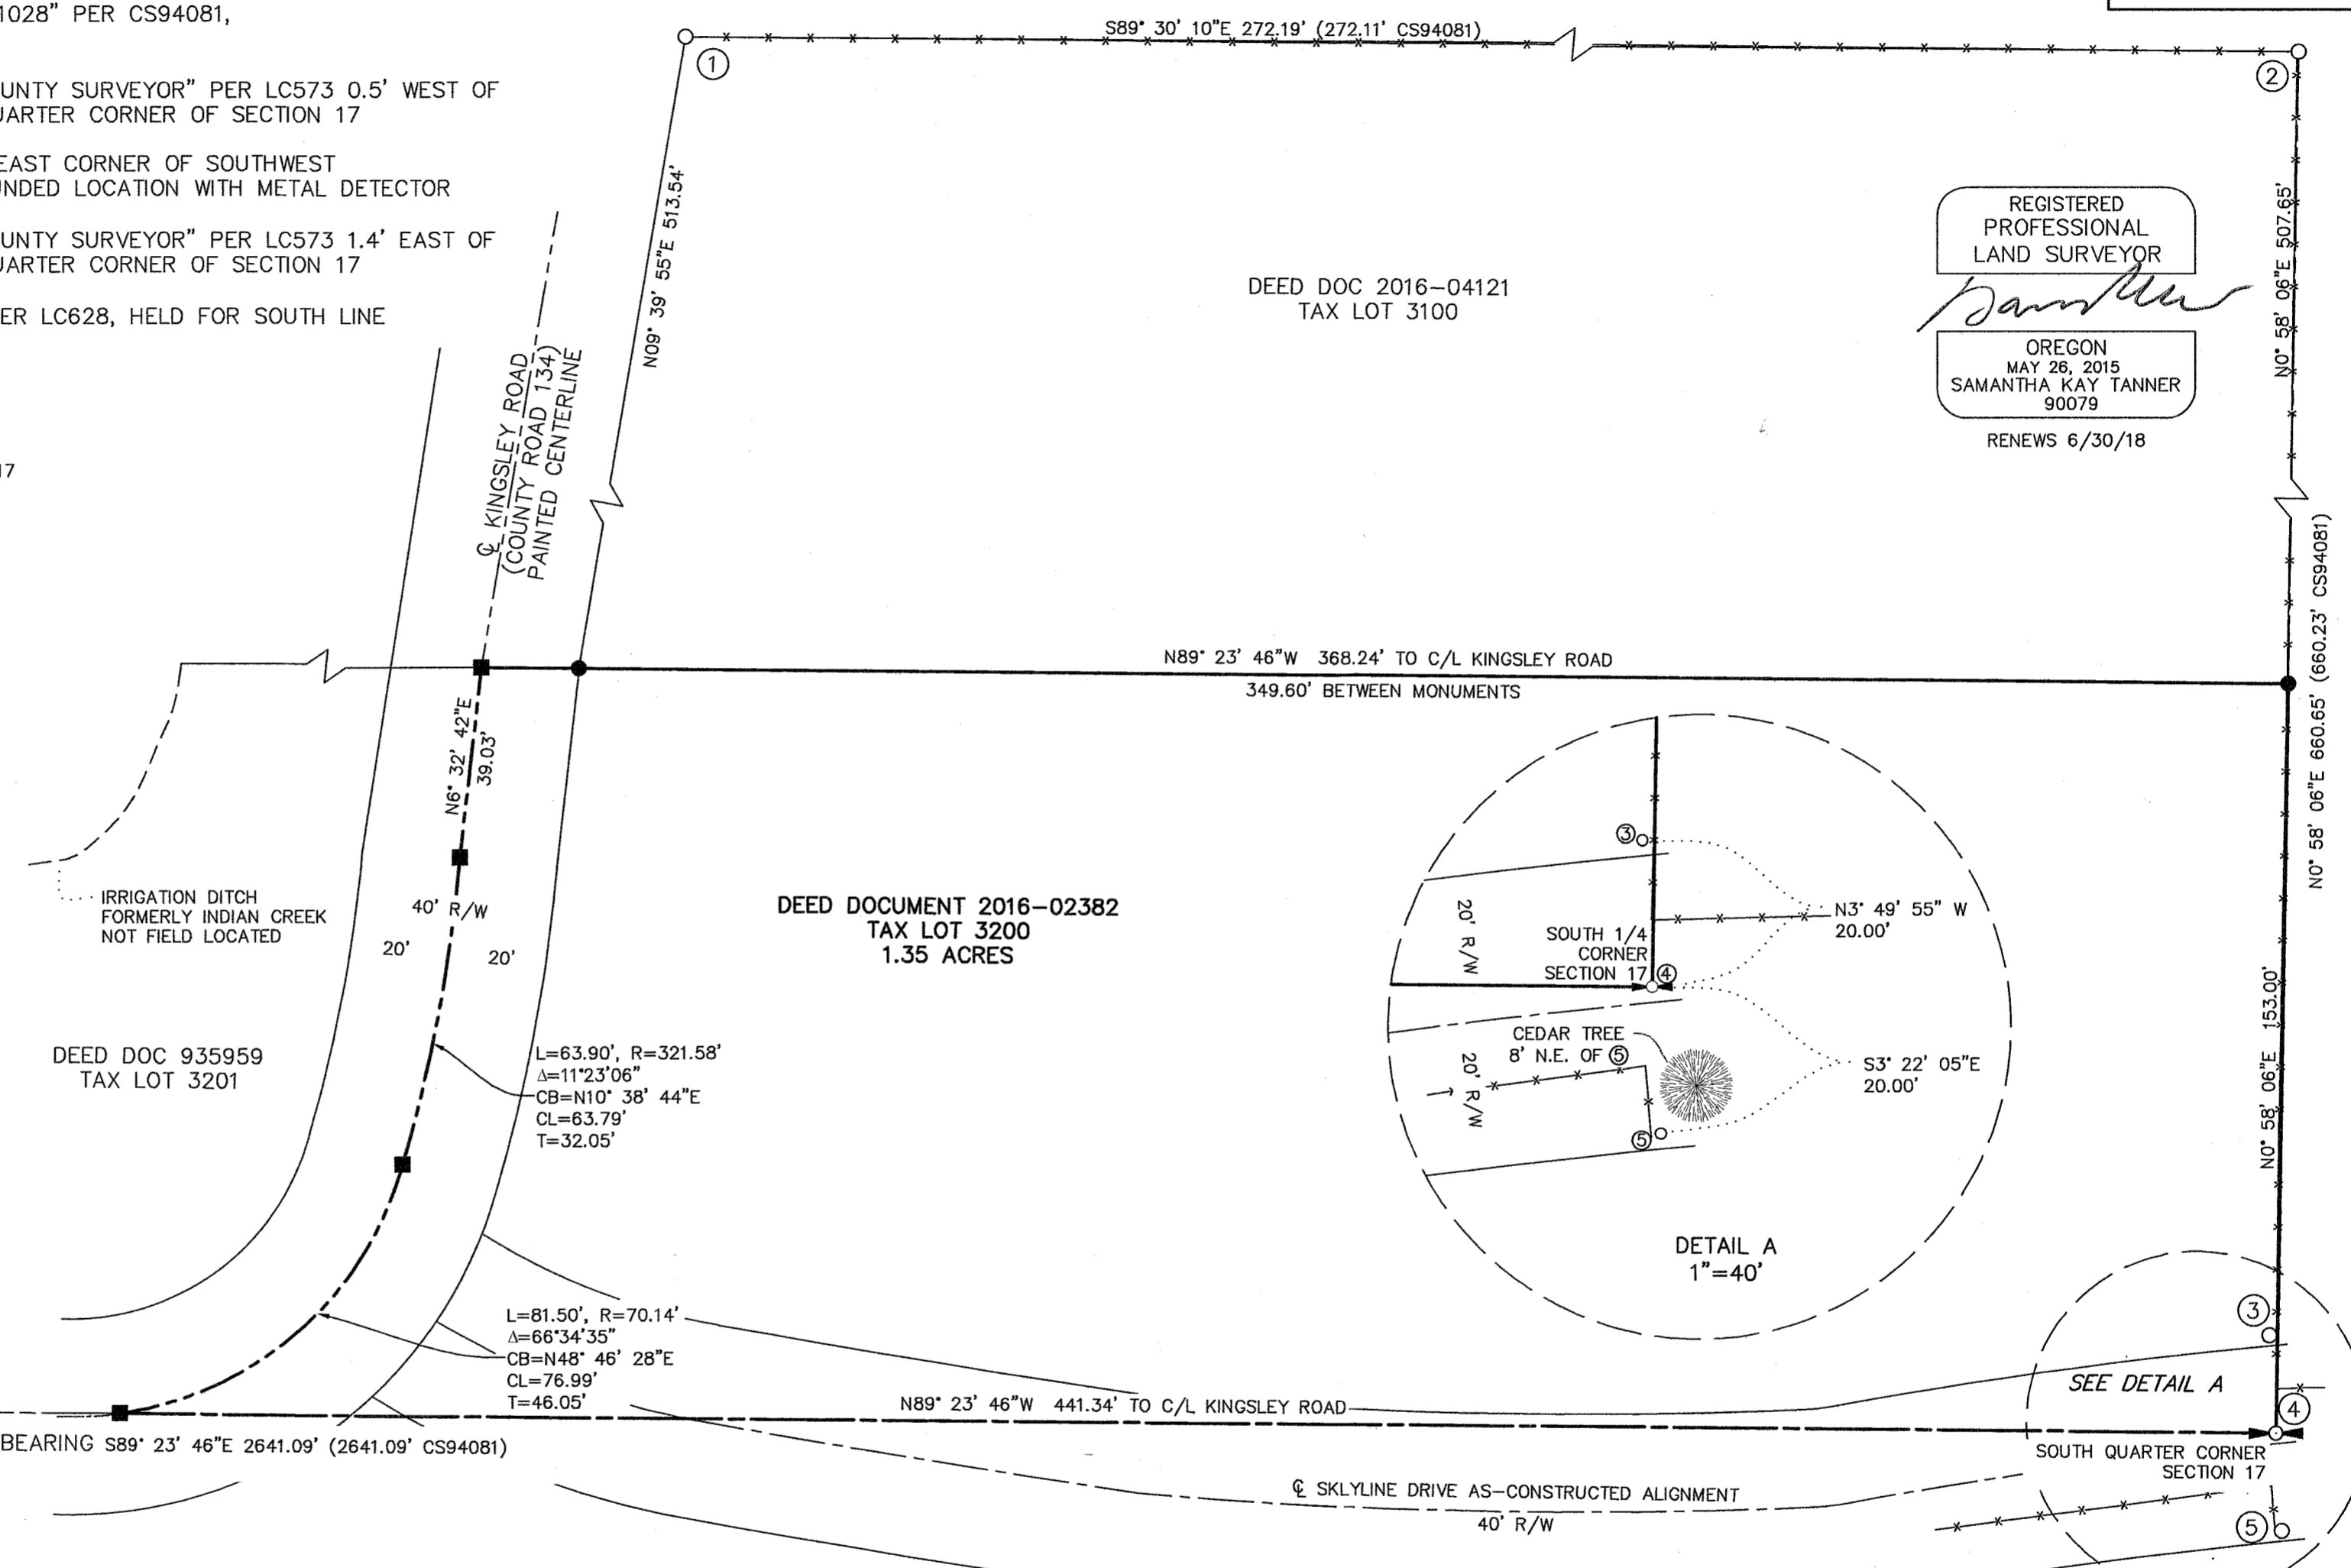 1028" PER CS94081,
UNTY SURVEYOR" PER LC573 0.5' WEST OF
UARTER CORNER OF SECTION 17
EAST CORNER OF SOUTHWEST
UNDED LOCATION WITH METAL DETECTOR
UNTY SURVEYOR" PER LC573 1.4' EAST OF
UARTER CORNER OF SECTION 17
ER LC628, HELD FOR SOUTH LINE
17
S89° 30' 10"E 272.19' (272.11' CS94081)
1
2
N09° 39' 55"E 513.54'
DEED DOC 2016-04121
TAX LOT 3100
REGISTERED
PROFESSIONAL
LAND SURVEYOR
OREGON
MAY 26, 2015
SAMANTHA KAY TANNER
90079
RENEWS 6/30/18
N0° 58' 06"E 507.65'
N0° 58' 06"E 660.65' (660.23' CS94081)
℄ KINGSLEY ROAD
(COUNTY ROAD 134)
PAINTED CENTERLINE
N89° 23' 46"W 368.24' TO C/L KINGSLEY ROAD
349.60' BETWEEN MONUMENTS
N6° 32' 42"E
39.03'
IRRIGATION DITCH
FORMERLY INDIAN CREEK
NOT FIELD LOCATED
40' R/W
20'
20'
DEED DOCUMENT 2016-02382
TAX LOT 3200
1.35 ACRES
DEED DOC 935959
TAX LOT 3201
L=63.90', R=321.58'
Δ=11°23'06"
CB=N10° 38' 44"E
CL=63.79'
T=32.05'
3
20' R/W
SOUTH 1/4
CORNER
SECTION 17
4
N3° 49' 55" W
20.00'
CEDAR TREE
8' N.E. OF 5
20' R/W
5
S3° 22' 05"E
20.00'
DETAIL A
1"=40'
N0° 58' 06"E 153.00'
L=81.50', R=70.14'
Δ=66°34'35"
CB=N48° 46' 28"E
CL=76.99'
T=46.05'
N89° 23' 46"W 441.34' TO C/L KINGSLEY ROAD
3
SEE DETAIL A
4
BEARING S89° 23' 46"E 2641.09' (2641.09' CS94081)
SOUTH QUARTER CORNER
SECTION 17
℄ SKLYLINE DRIVE AS-CONSTRUCTED ALIGNMENT
40' R/W
5